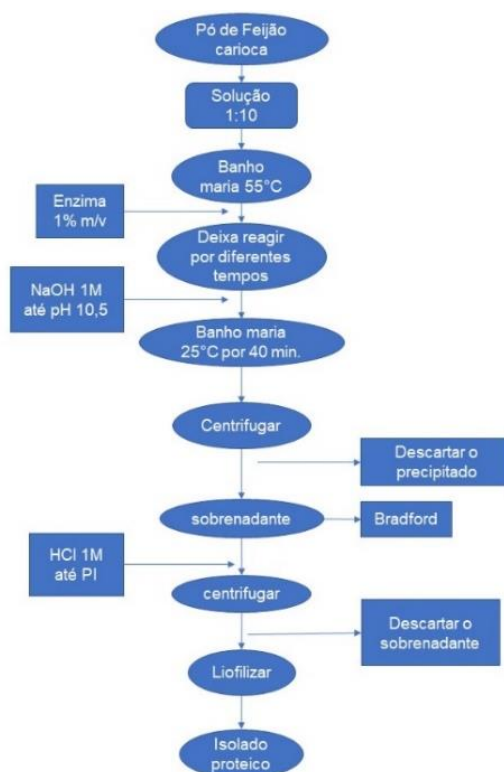 Pó de Feijão
carioca
Solução
1:10
Banho
maria 55°C
Enzima
1% m/v
Deixa reagir
por diferentes
tempos
NaOH 1M
até pH 10,5
Banho maria
25°C por 40 min.
Centrifugar
Descartar o
precipitado
sobrenadante
Bradford
HCl 1M
até PI
centrifugar
Descartar o
sobrenadante
Liofilizar
Isolado
proteico